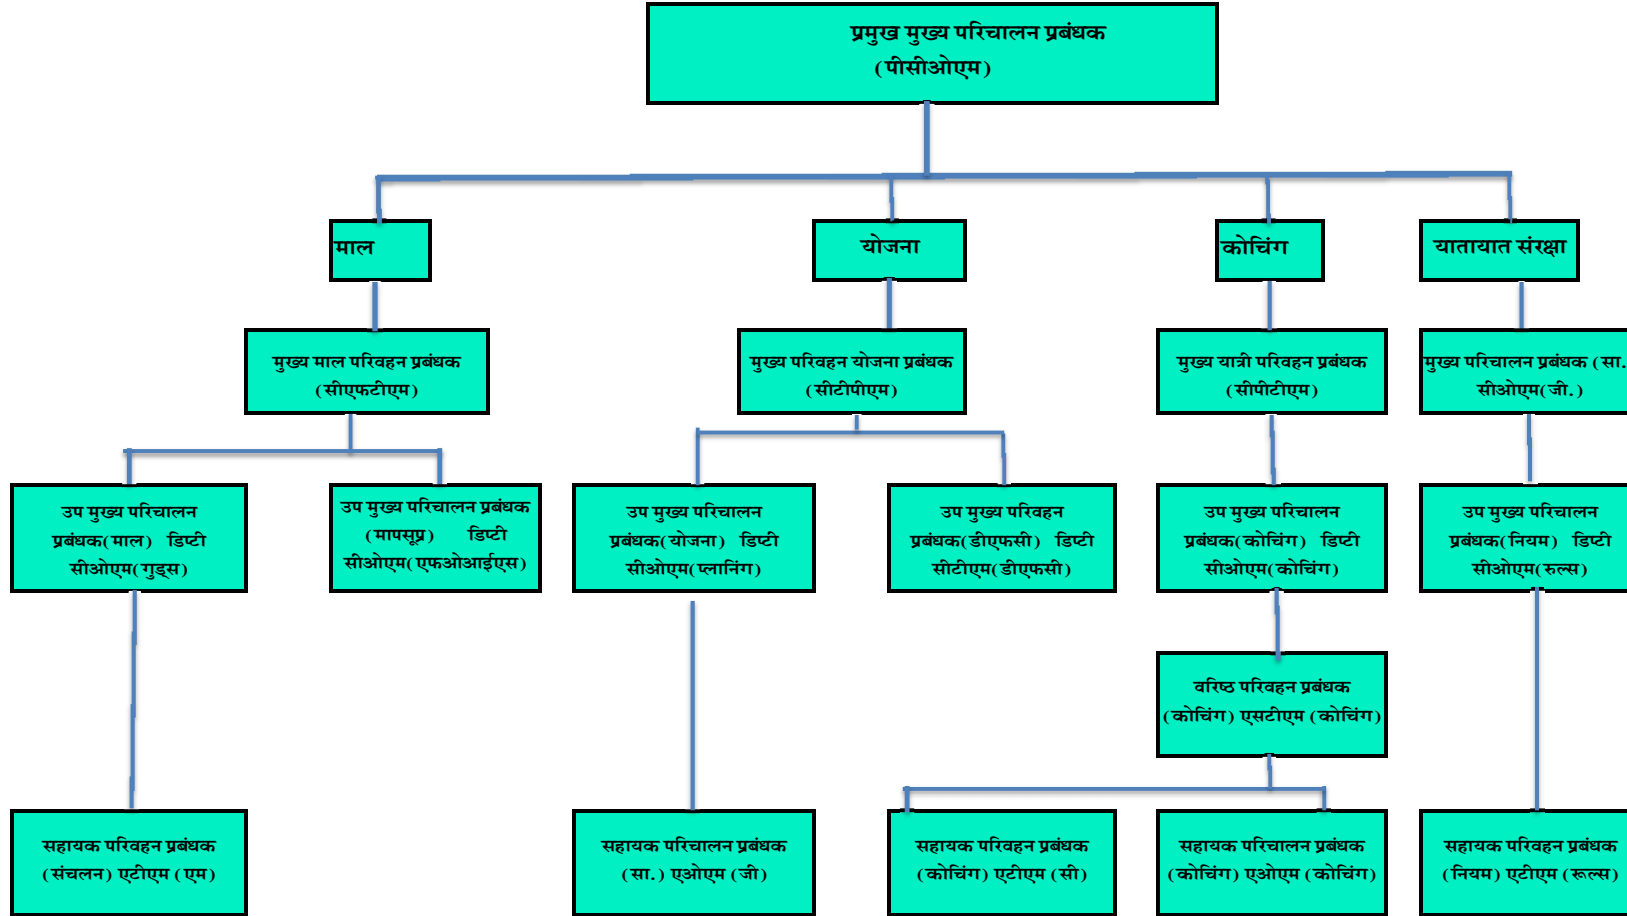 प्रमुख मुख्य परिचालन प्रबंधक
(पीसीओएम)
माल
योजना
कोचिंग
यातायात संरक्षा
मुख्य माल परिवहन प्रबंधक
(सीएफटीएम)
मुख्य परिवहन योजना प्रबंधक
(सीटीपीएम)
मुख्य यात्री परिवहन प्रबंधक
(सीपीटीएम)
मुख्य परिचालन प्रबंधक (सा.
सीओएम(जी.)
उप मुख्य परिचालन
प्रबंधक(माल) डिप्टी
सीओएम(गुड्स)
उप मुख्य परिचालन प्रबंधक
(मापसूप्र) डिप्टी
सीओएम(एफओआईएस)
उप मुख्य परिचालन
प्रबंधक(योजना) डिप्टी
सीओएम(प्लानिंग)
उप मुख्य परिवहन
प्रबंधक(डीएफसी) डिप्टी
सीटीएम(डीएफसी)
उप मुख्य परिचालन
प्रबंधक(कोचिंग) डिप्टी
सीओएम(कोचिंग)
उप मुख्य परिचालन
प्रबंधक(नियम) डिप्टी
सीओएम(रुल्स)
वरिष्ठ परिवहन प्रबंधक
(कोचिंग) एसटीएम (कोचिंग)
सहायक परिवहन प्रबंधक
(संचलन) एटीएम (एम)
सहायक परिचालन प्रबंधक
(सा.) एओएम (जी)
सहायक परिवहन प्रबंधक
(कोचिंग) एटीएम (सी)
सहायक परिचालन प्रबंधक
(कोचिंग) एओएम (कोचिंग)
सहायक परिवहन प्रबंधक
(नियम) एटीएम (रूल्स)